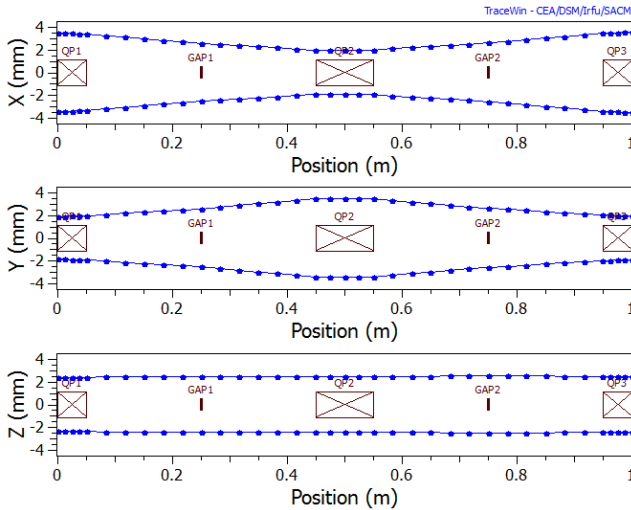 TraceWin - CEA/DSM/Irfu/SACM
X (mm)
4
2
0
-2
-4
QP1
GAP1
QP2
GAP2
QP3
0
0.2
0.4
0.6
0.8
1
Position (m)
Y (mm)
4
2
0
-2
-4
QP1
GAP1
QP2
GAP2
QP3
0
0.2
0.4
0.6
0.8
1
Position (m)
Z (mm)
4
2
0
-2
-4
QP1
GAP1
QP2
GAP2
QP3
0
0.2
0.4
0.6
0.8
1
Position (m)